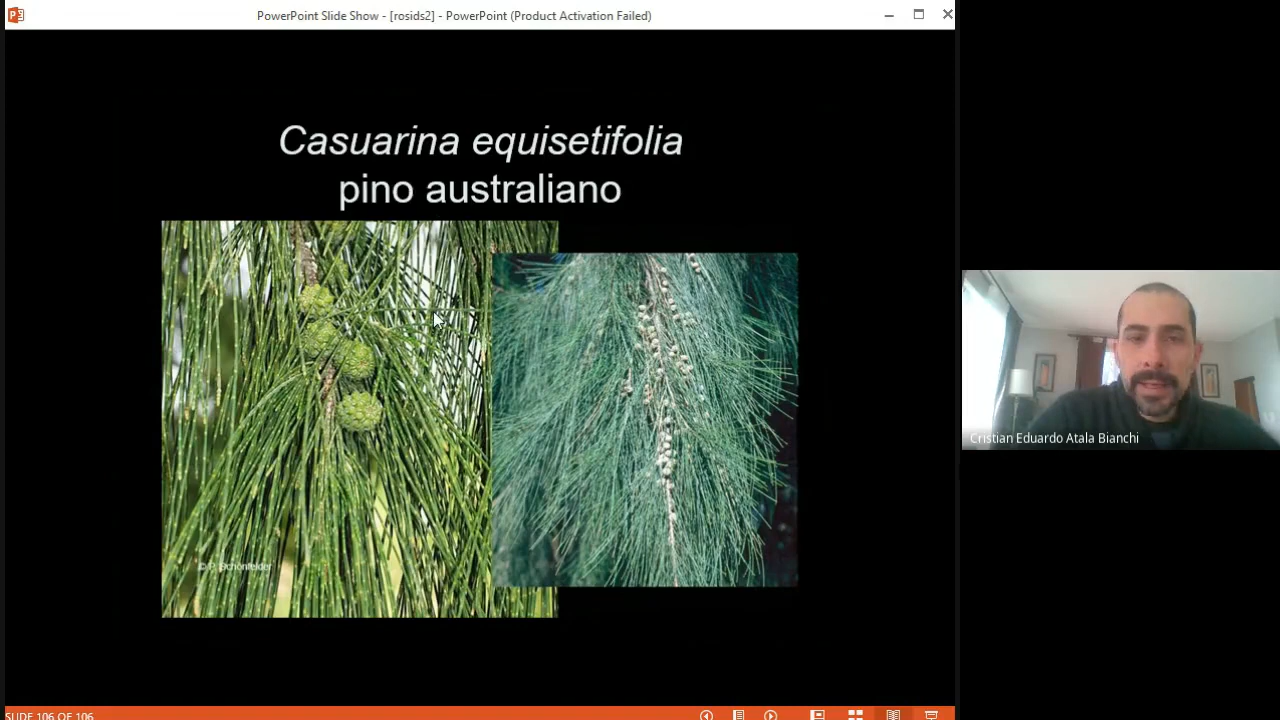 PowerPoint Slide Show - [rosids2] - PowerPoint (Product Activation Failed)
Casuarina equisetifolia
pino australiano
© P. Schönfelder
Cristian Eduardo Atala Bianchi
SLIDE 106 OF 106